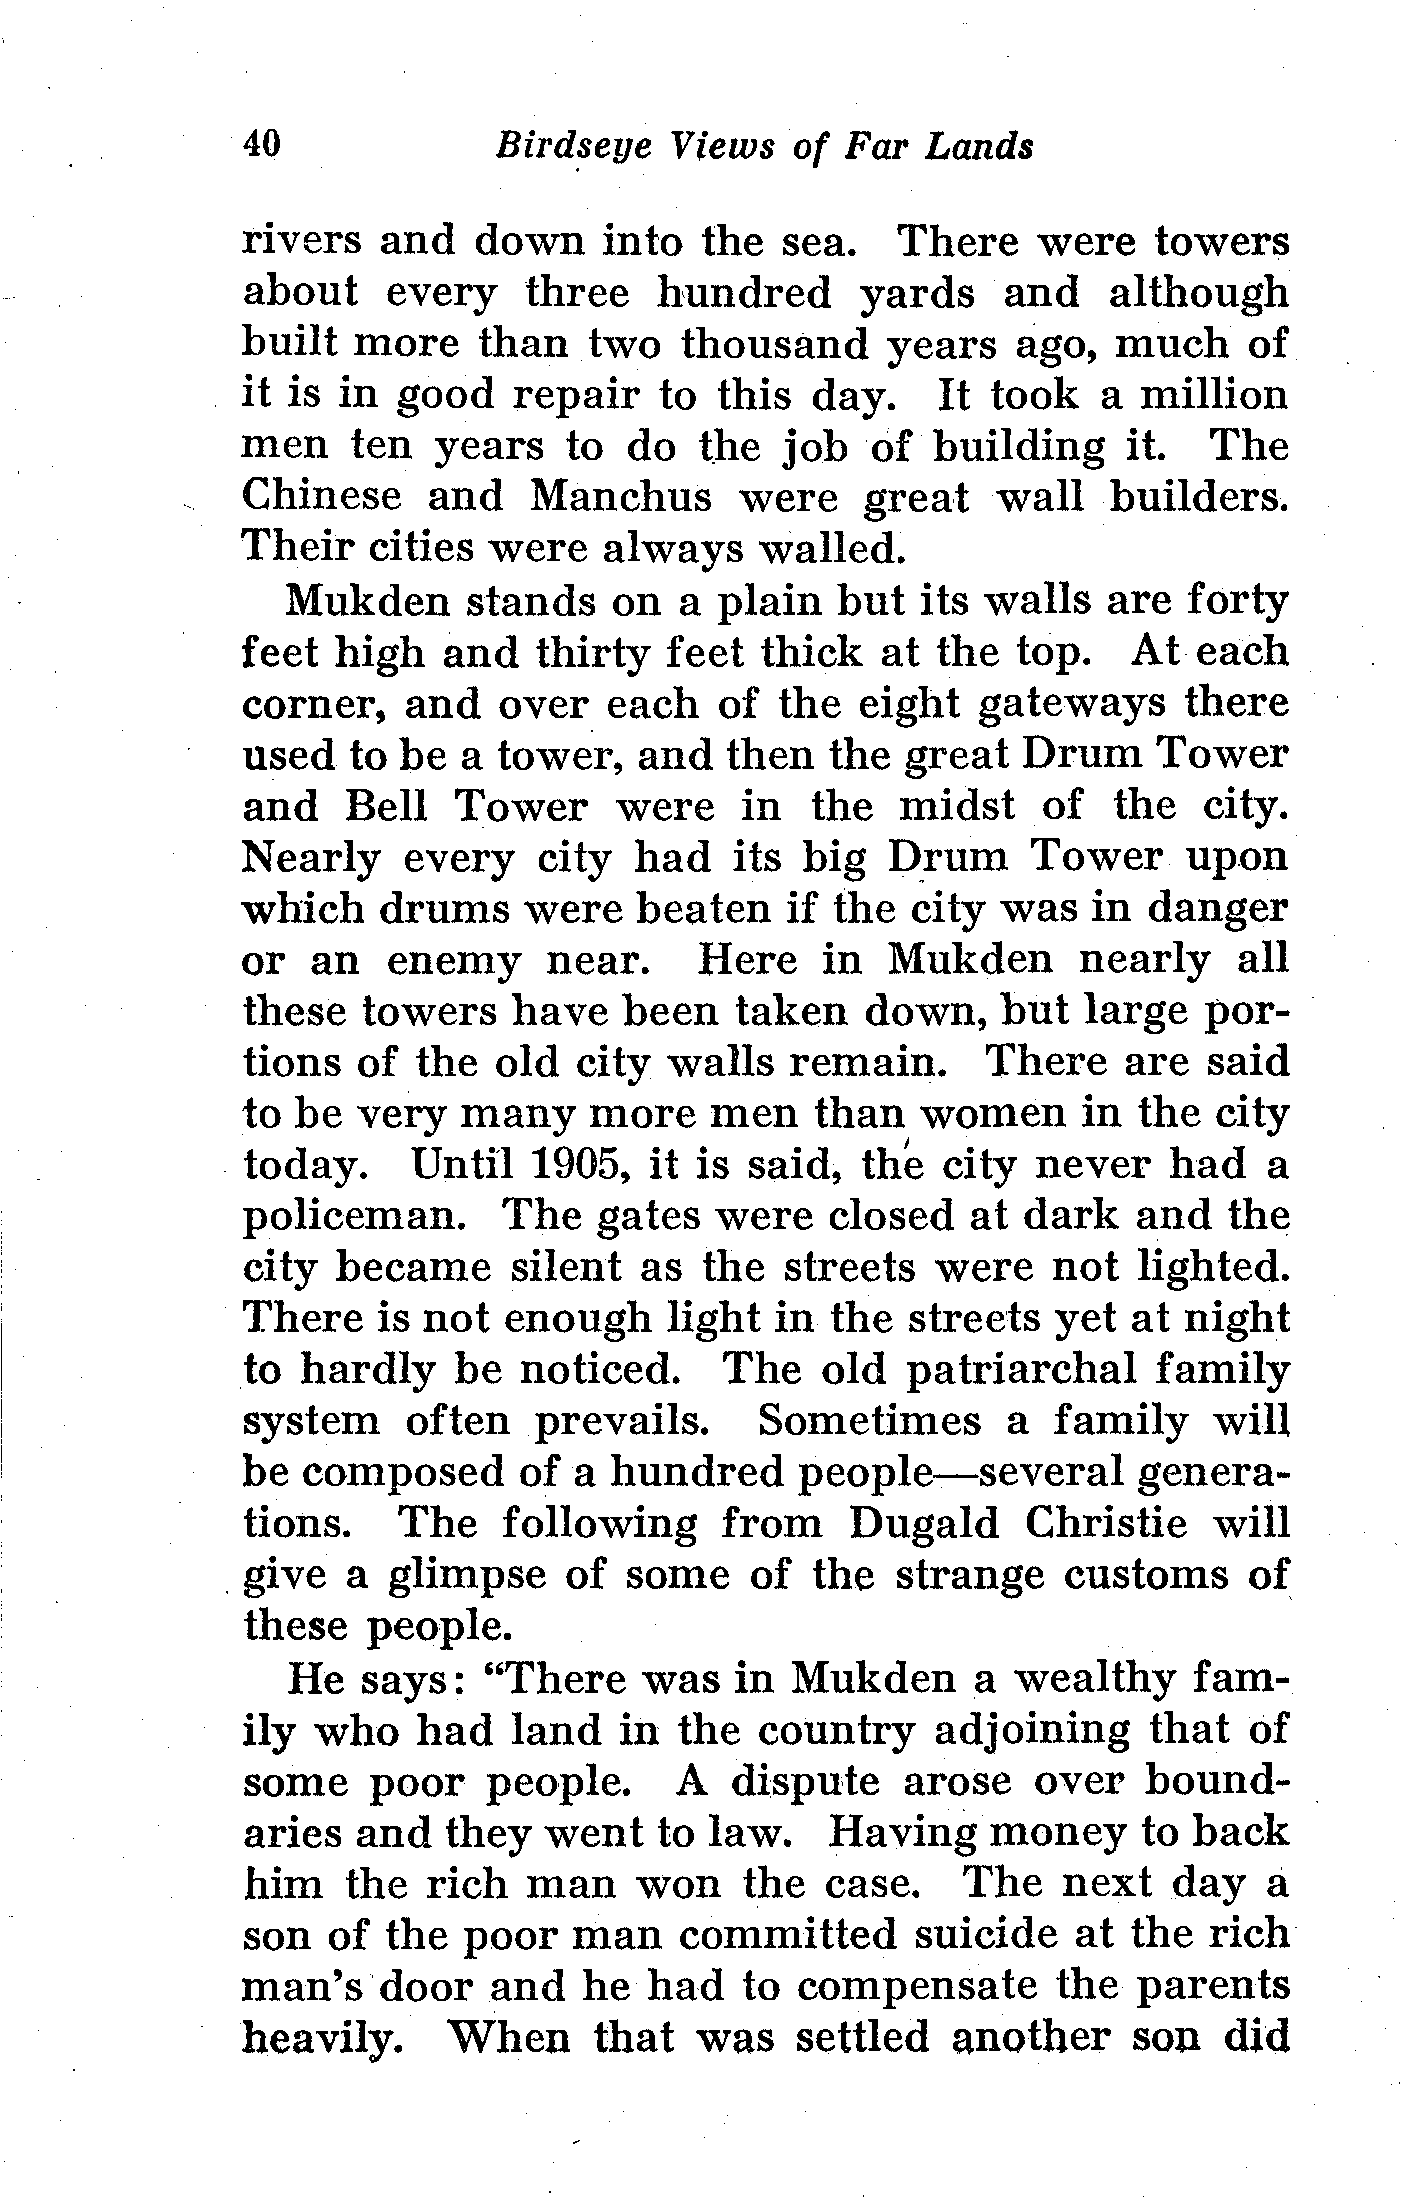 40 Birdseye Views of Far Lands
rivers and down into the sea. There were towers
about every three hundred yards and although
built more than two thousand years ago, much of
it is in good repair to this day. It took a million
men ten years to do the job of building it. The
Chinese and Manchus were great wall builders.
Their cities were always walled.
Mukden stands on a plain but its walls are forty
feet high and thirty feet thick at the top. At each
corner, and over each of the eight gateways there
used to be a tower, and then the great Drum Tower
and Bell Tower were in the midst of the city.
Nearly every city had its big Drum Tower upon
which drums were beaten if the city was in danger
or an enemy near. Here in Mukden nearly all
these towers have been taken down, but large por-
tions of the old city walls remain. There are said
to be very many more men than women in the city
today. Until 1905, it is said, the city never had a
policeman. The gates were closed at dark and the
city became silent as the streets were not lighted.
There is not enough light in the streets yet at night
to hardly be noticed. The old patriarchal family
system often prevails. Sometimes a family will
be composed of a hundred people—several genera-
tions. The following from Dugald Christie will
give a glimpse of some of the strange customs of
these people.
He says: “There was in Mukden a wealthy fam-
ily who had land in the country adjoining that of
some poor people. A dispute arose over bound-
aries and they went to law. Having money to back
him the rich man won the case. The next day a
son of the poor man committed suicide at the rich
man's door and he had to compensate the parents
heavily. When that was settled another son did